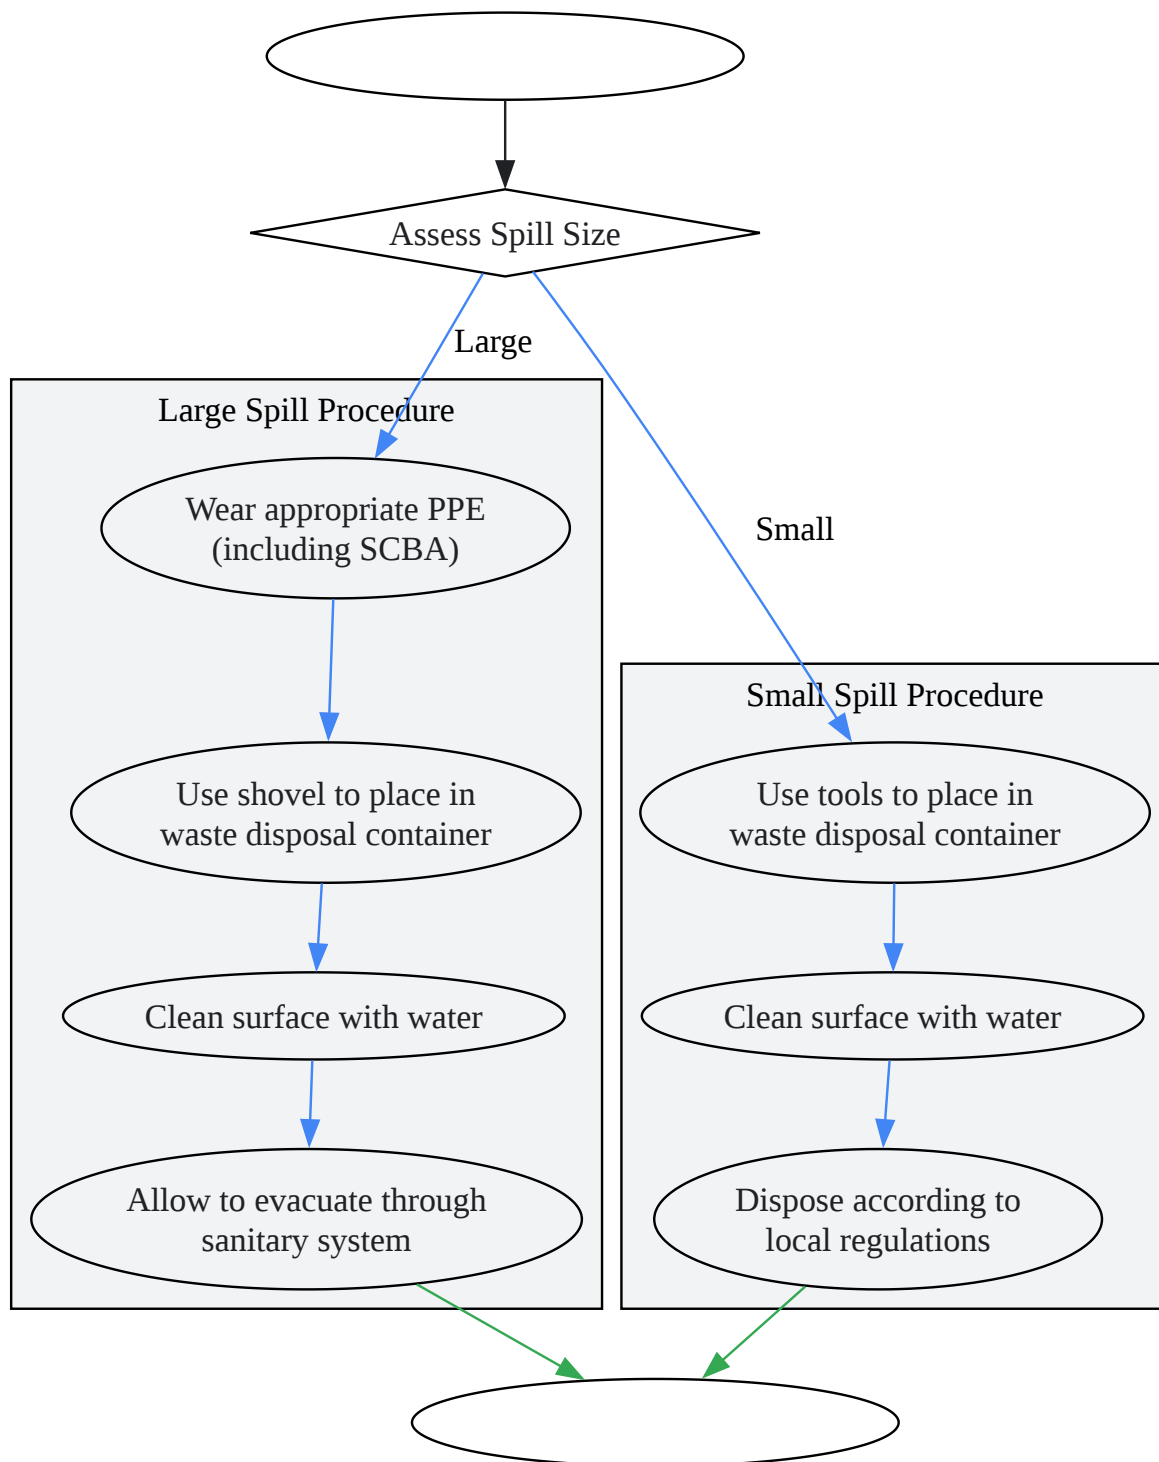 Assess Spill Size
Large
Large Spill Procedure
Wear appropriate PPE
(including SCBA)
Use shovel to place in
waste disposal container
Clean surface with water
Allow to evacuate through
sanitary system
Small
Small Spill Procedure
Use tools to place in
waste disposal container
Clean surface with water
Dispose according to
local regulations